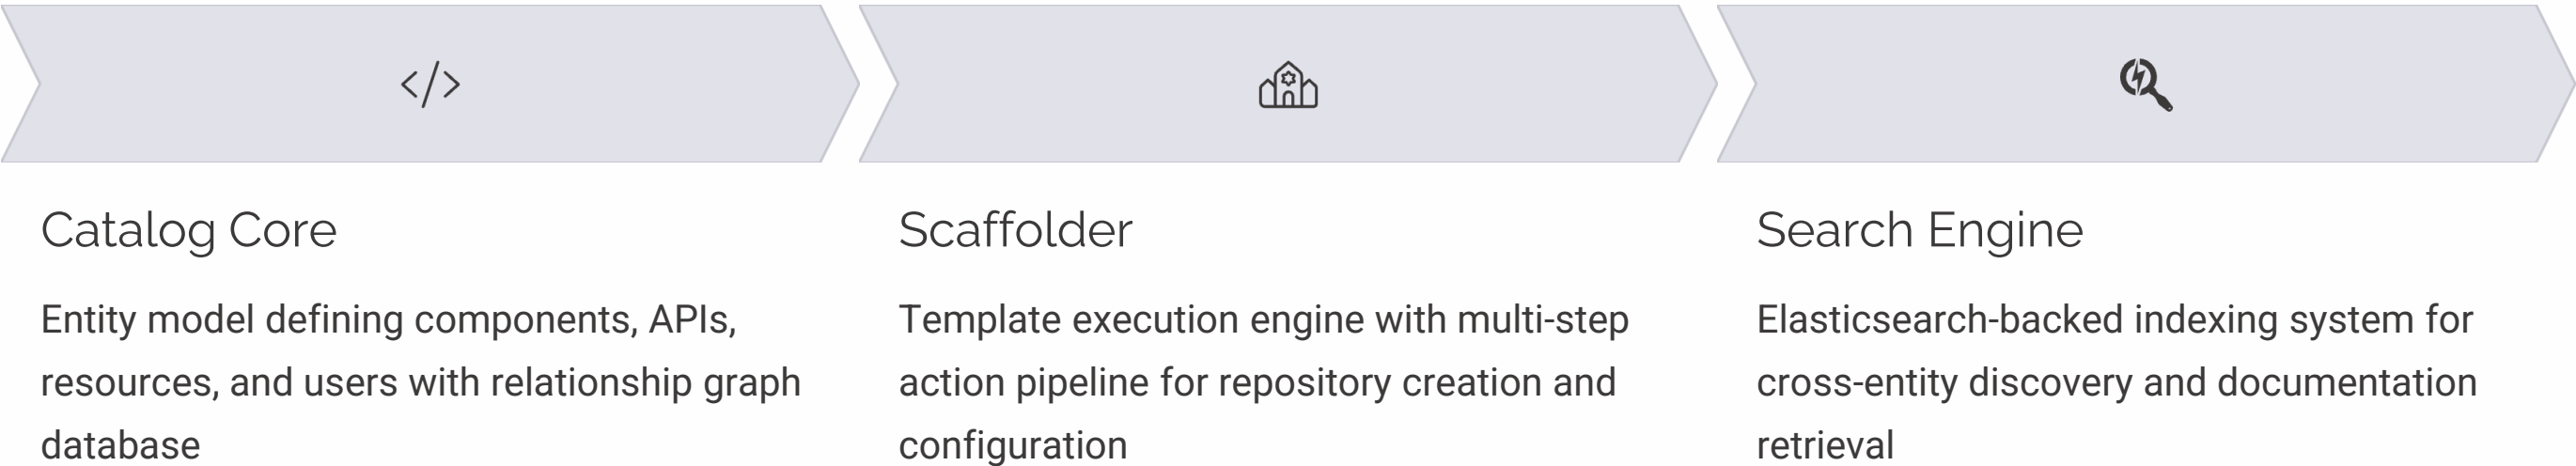 Catalog Core
Entity model defining components, APIs,
resources, and users with relationship graph
database
Scaffolder
Template execution engine with multi-step
action pipeline for repository creation and
configuration
Search Engine
Elasticsearch-backed indexing system for
cross-entity discovery and documentation
retrieval